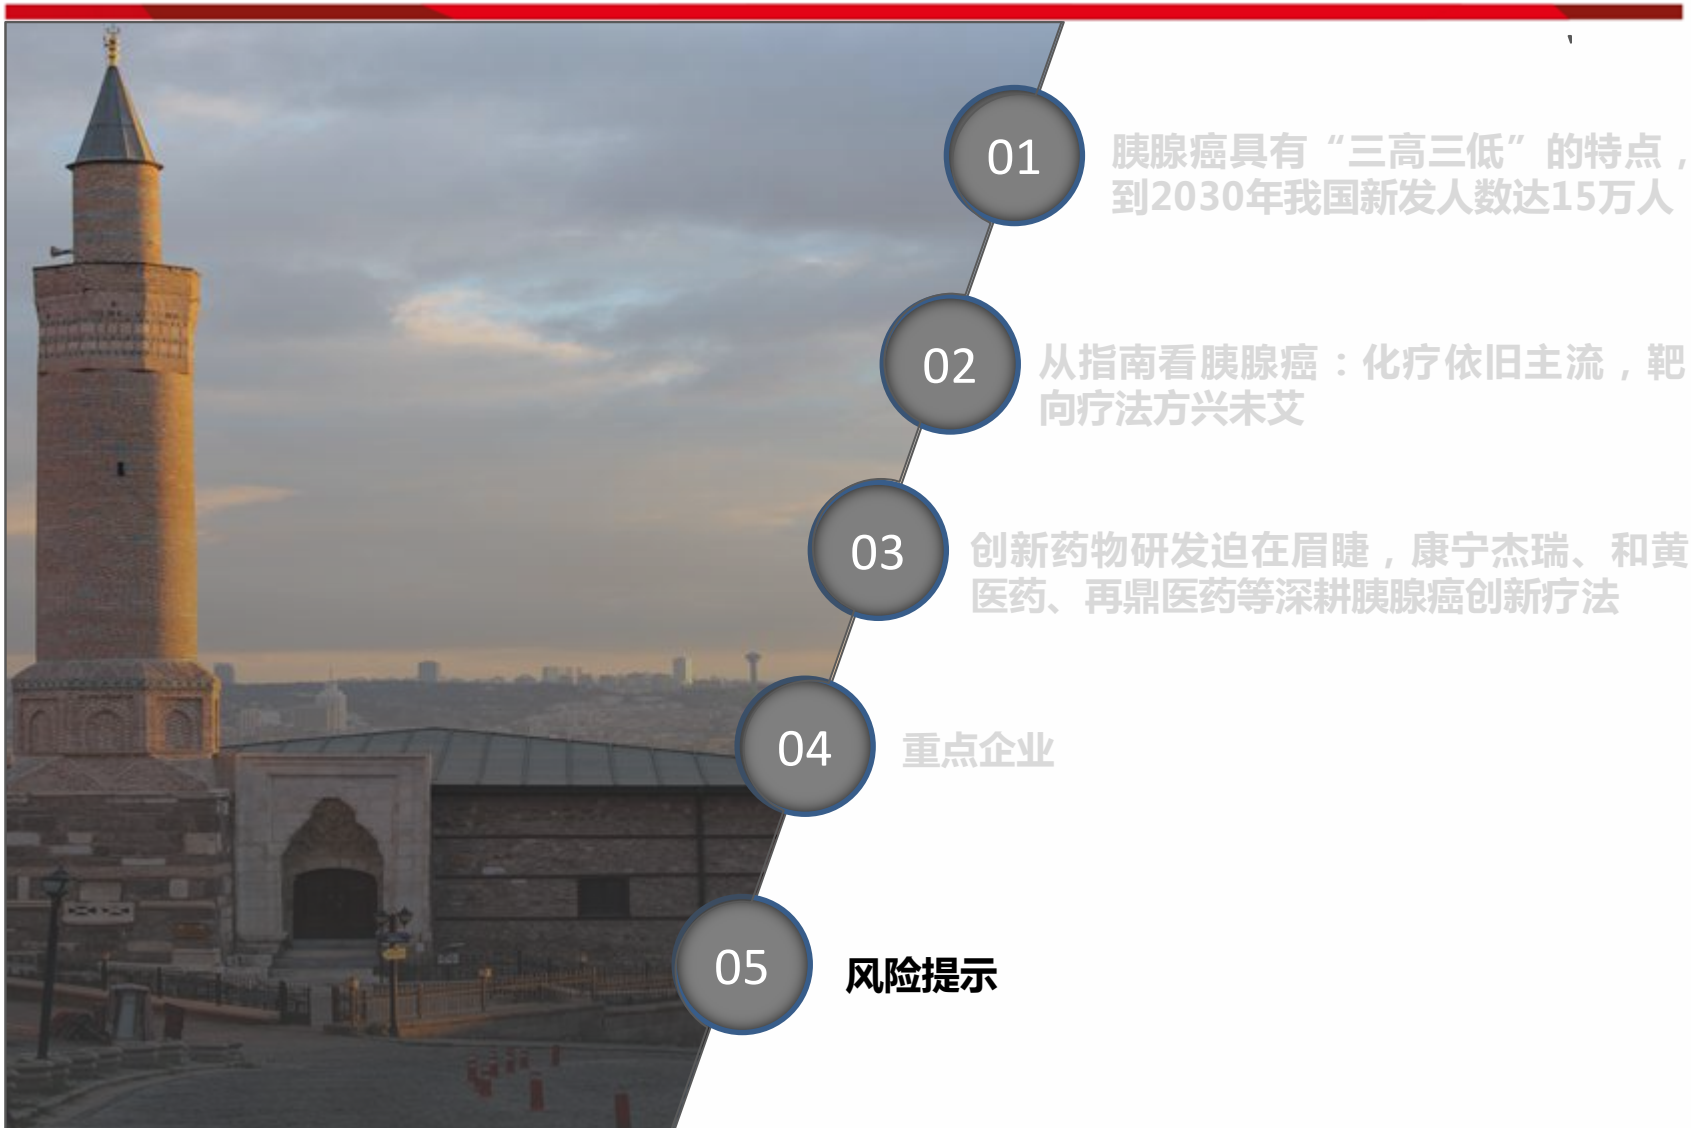 01
胰腺癌具有“三高三低”的特点，
到2030年我国新发人数达15万人
02
从指南看胰腺癌：化疗依旧主流，靶
向疗法方兴未艾
03
创新药物研发迫在眉睫，康宁杰瑞、和黄
医药、再鼎医药等深耕胰腺癌创新疗法
04
重点企业
05
风险提示